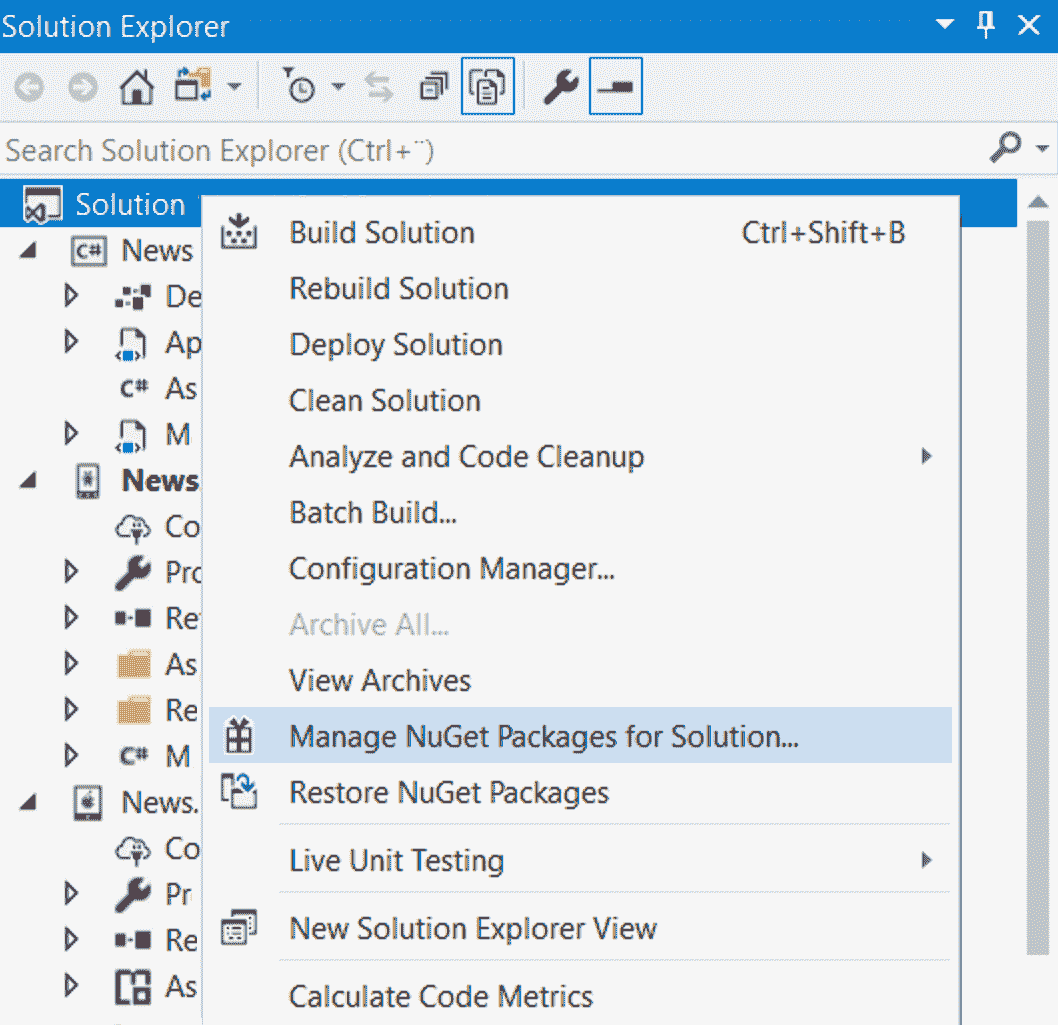 Solution Explorer
Search Solution Explorer (Ctrl+¨)
Solution
Build Solution Ctrl+Shift+B
C# News
Rebuild Solution
De
Deploy Solution
Ap
C# As
Clean Solution
M
Analyze and Code Cleanup
News.
Batch Build...
Co
Configuration Manager...
Pro
Re
Archive All...
As
View Archives
Re
Manage NuGet Packages for Solution...
C# M
Restore NuGet Packages
News.
Co
Live Unit Testing
Pr
New Solution Explorer View
Re
As
Calculate Code Metrics